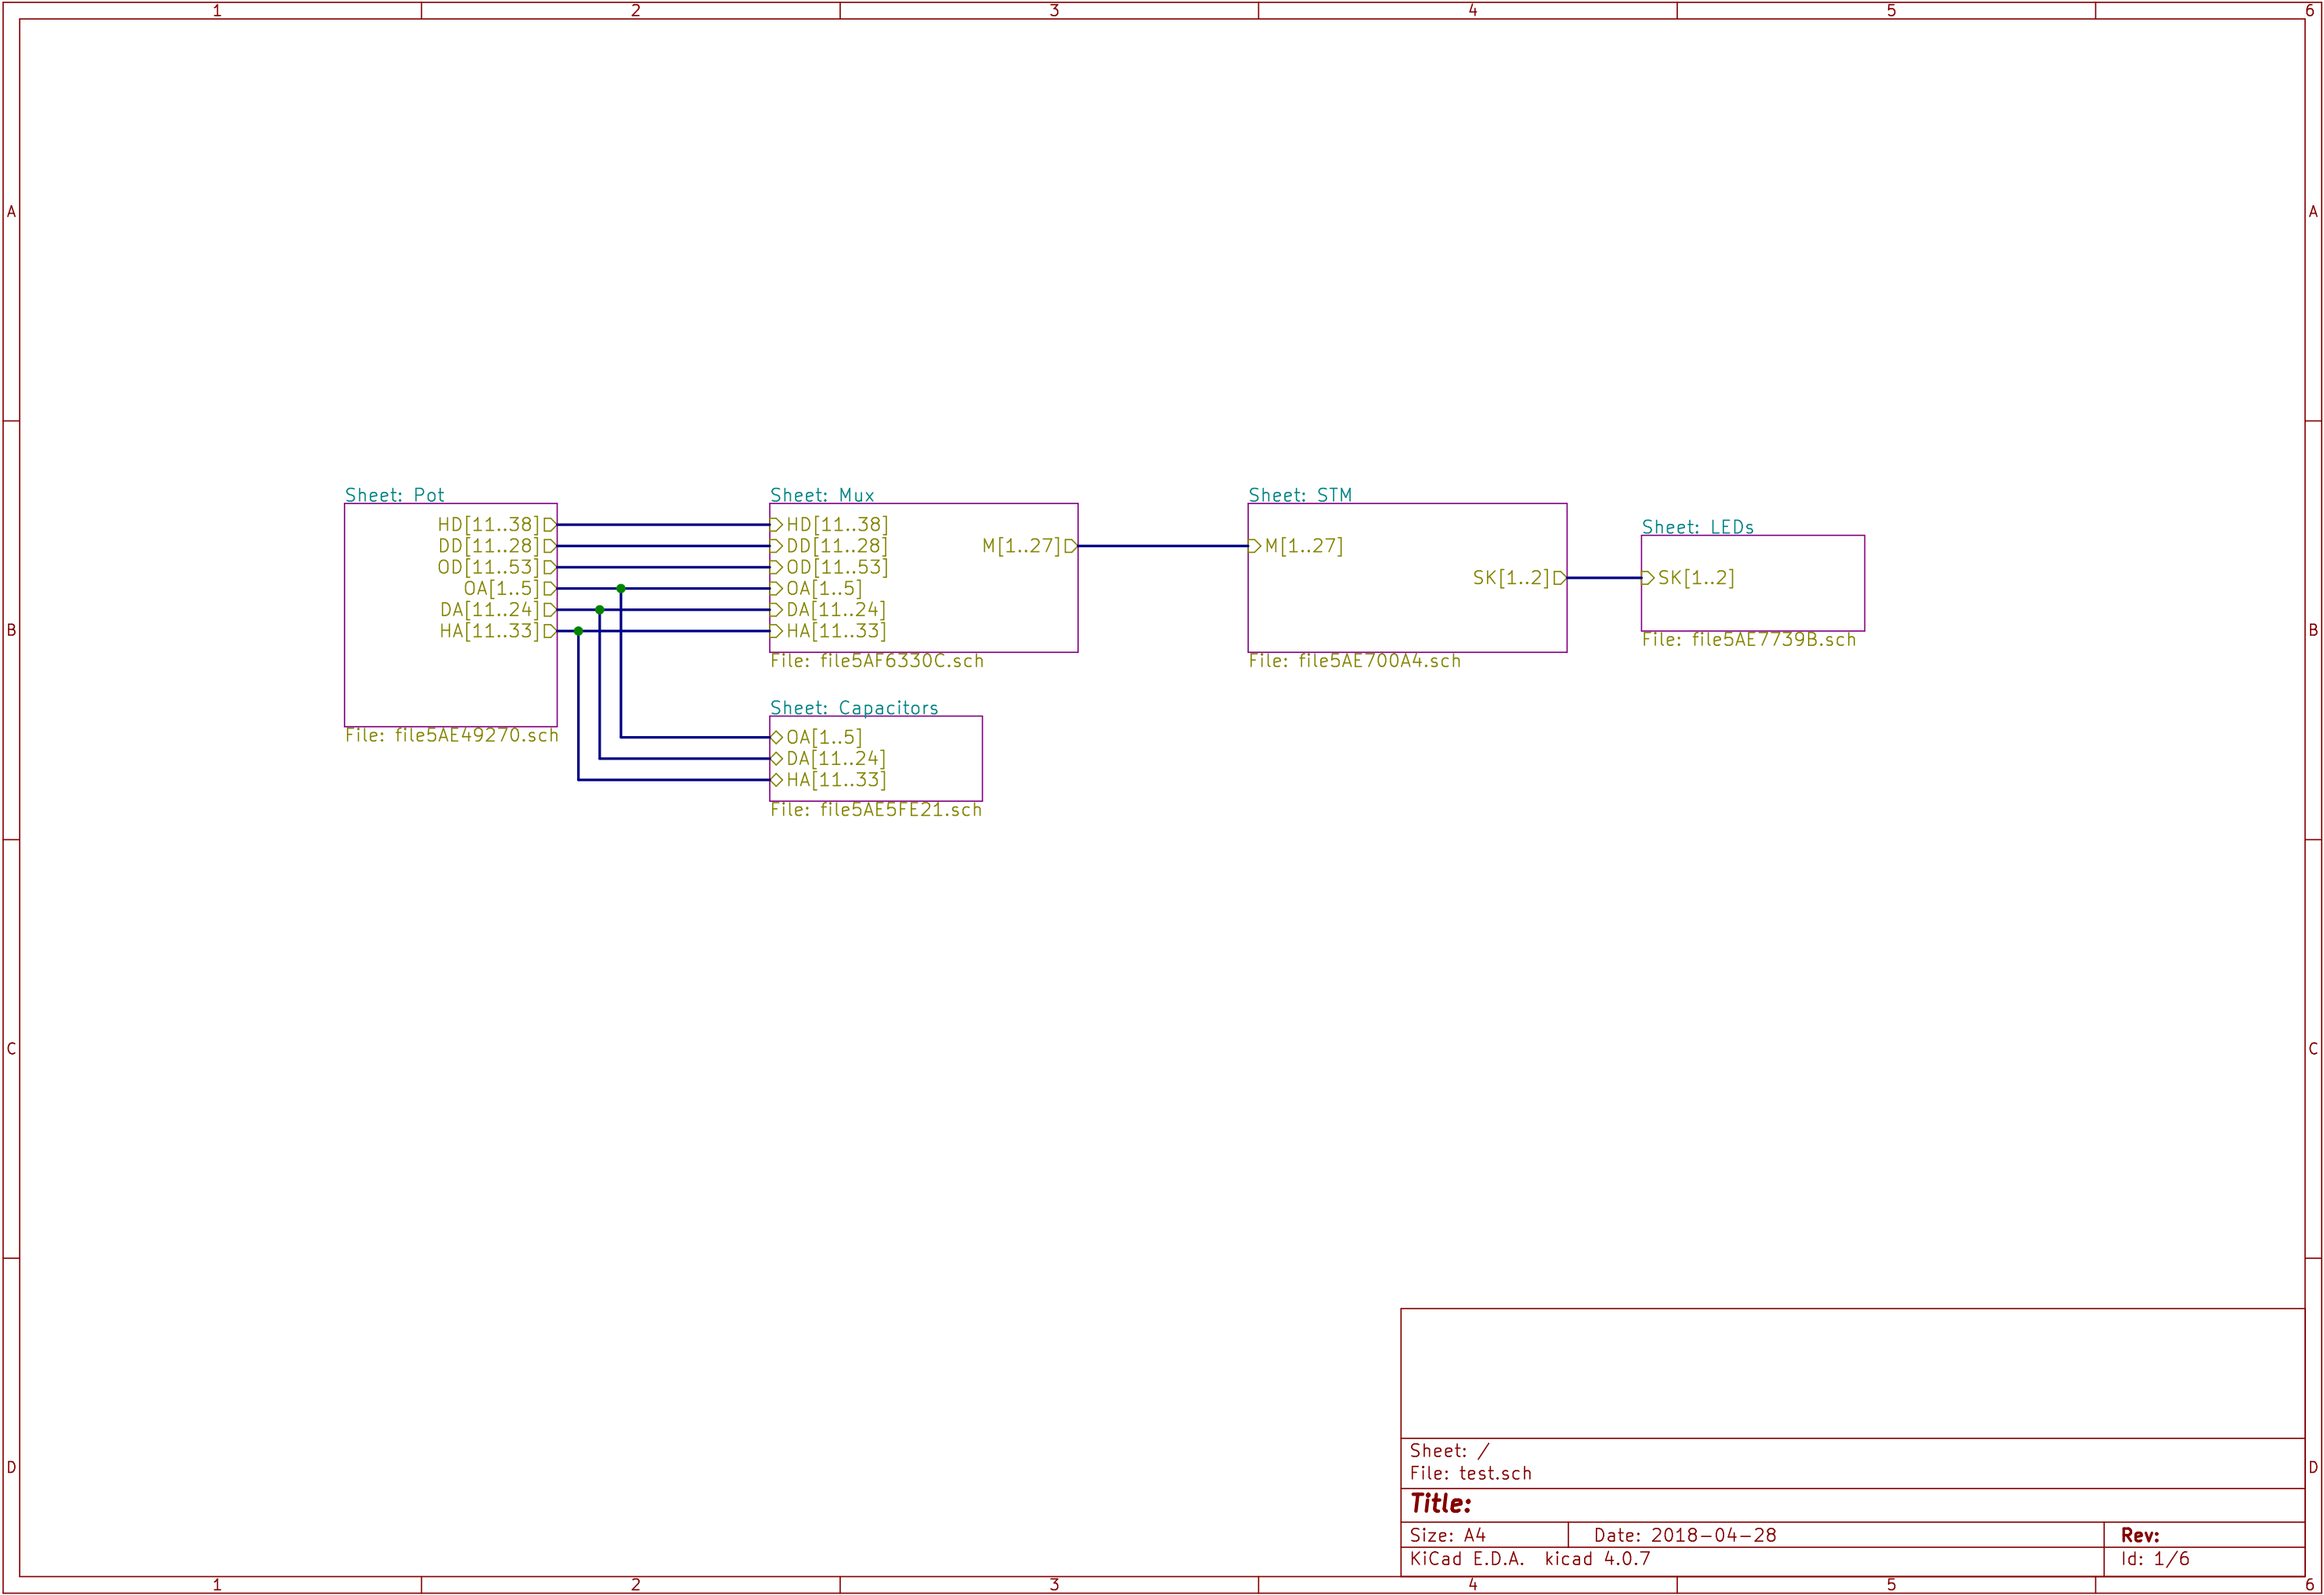 1 2 3 4 5 6
A A
Sheet: Pot
HD[11..38]
DD[11..28]
OD[11..53]
OA[1..5]
DA[11..24]
HA[11..33]
File: file5AE49270.sch
Sheet: Mux
HD[11..38]
DD[11..28]
OD[11..53]
OA[1..5]
DA[11..24]
HA[11..33]
M[1..27]
File: file5AF6330C.sch
Sheet: Capacitors
OA[1..5]
DA[11..24]
HA[11..33]
File: file5AE5FE21.sch
Sheet: STM
M[1..27]
SK[1..2]
File: file5AE700A4.sch
Sheet: LEDs
SK[1..2]
File: file5AE7739B.sch
B B
C C
D D
Sheet: /
File: test.sch
Title:
Size: A4 Date: 2018-04-28 Rev:
KiCad E.D.A. kicad 4.0.7 Id: 1/6
1 2 3 4 5 6